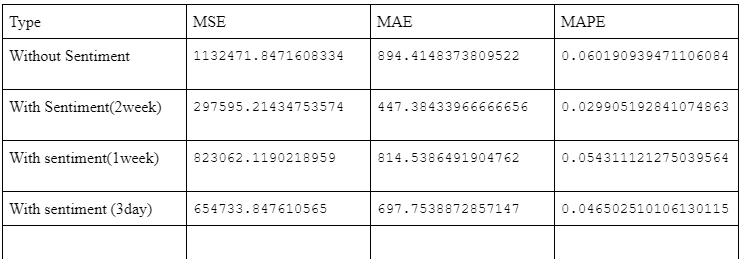 Type MSE MAE MAPE
Without Sentiment 1132471.8471608334 894.4148373809522 0.060190939471106084
With Sentiment(2week) 297595.21434753574 447.38433966666656 0.029905192841074863
With sentiment(1week) 823062.1190218959 814.5386491904762 0.054311121275039564
With sentiment (3day) 654733.847610565 697.7538872857147 0.046502510106130115